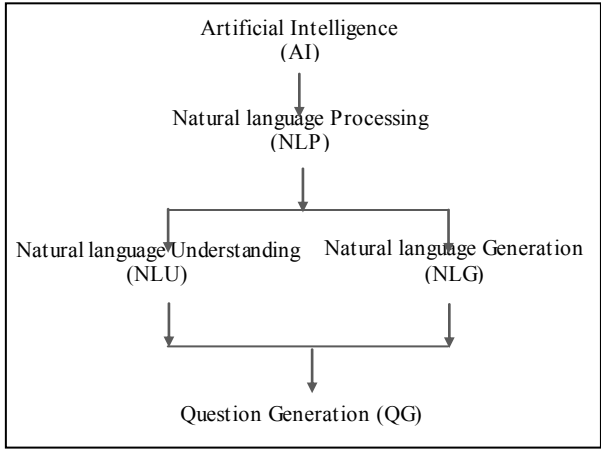 Artificial Intelligence
(AI)
Natural language Processing
(NLP)
Natural language Understanding
(NLU)
Natural language Generation
(NLG)
Question Generation (QG)